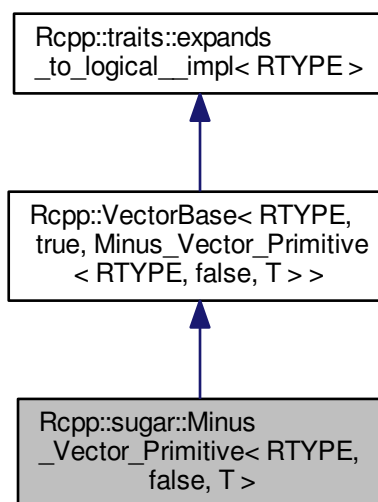 Rcpp::traits::expands
_to_logical__impl< RTYPE >
Rcpp::VectorBase< RTYPE,
true, Minus_Vector_Primitive
< RTYPE, false, T > >
Rcpp::sugar::Minus
_Vector_Primitive< RTYPE,
false, T >